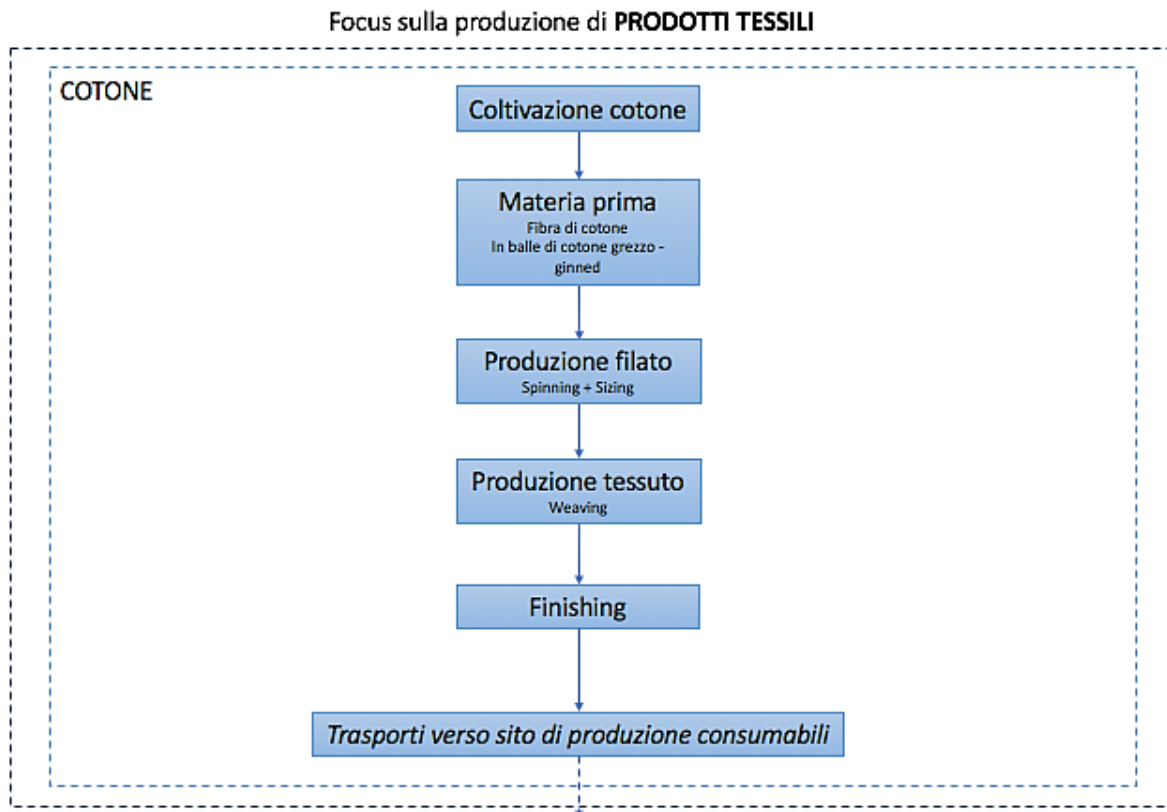 Focus sulla produzione di PRODOTTI TESSILI
COTONE
Coltivazione cotone
Materia prima
Fibra di cotone
In balle di cotone grezzo -
ginned
Produzione filato
Spinning + Sizing
Produzione tessuto
Weaving
Finishing
Trasporti verso sito di produzione consumabili